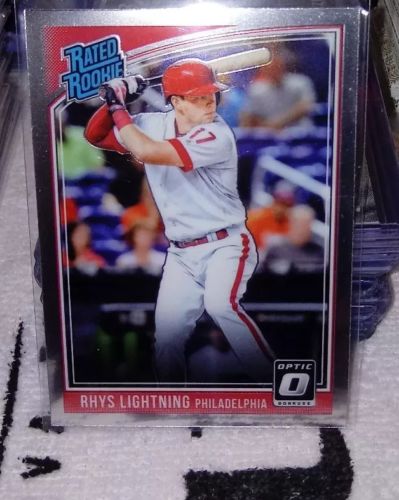 RATED
ROOKIE
17
OPTIC
DONRUSS
RHYS LIGHTNING PHILADELPHIA